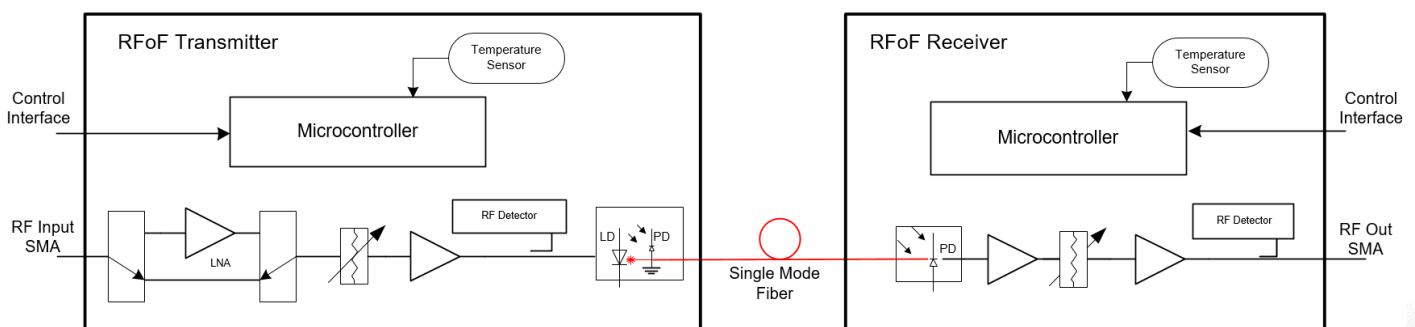 RFoF Transmitter
Temperature
Sensor
Control
Interface
Microcontroller
RF Input
SMA
LNA
RF Detector
LD
PD
Single Mode
Fiber
RFoF Receiver
Temperature
Sensor
Control
Interface
Microcontroller
PD
RF Detector
RF Out
SMA